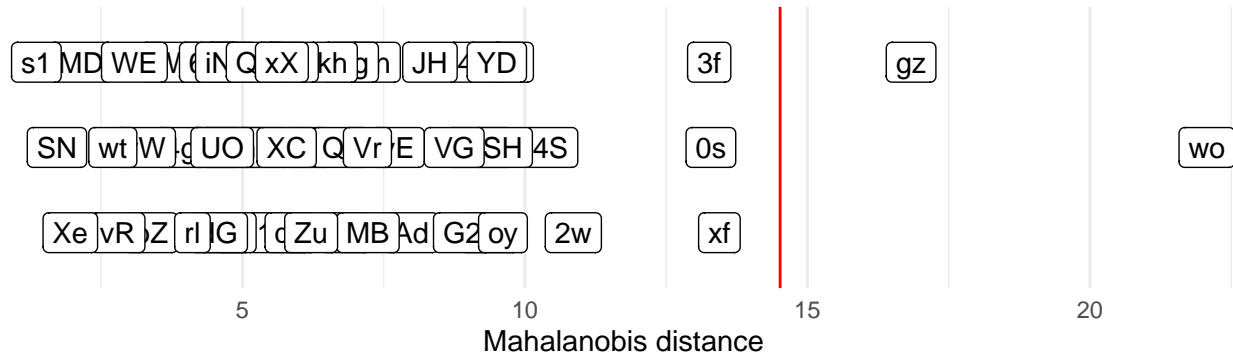 s1 MD WE iN Q xX kh g h JH YD 3f gz
SN wt W UO XC Q Vr E VG SH 4S 0s wo
Xe vR Z rl G Zu MB Ad G2 oy 2w xf
5 10 15 20
Mahalanobis distance